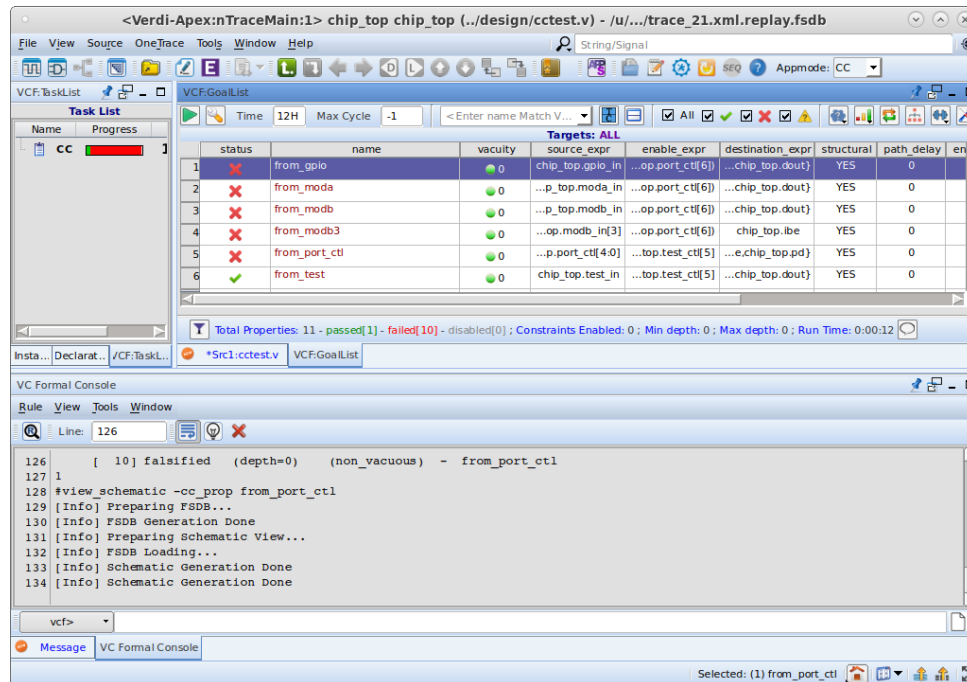 <Verdi-Apex:nTraceMain:1> chip_top chip_top (../design/cctest.v) - /u/.../trace_21.xml.replay.fsdb
File View Source OneTrace Tools Window Help String/Signal
SEQ Appmode: CC
VCF:TaskList
Task List
Name Progress
CC
VCF:GoalList
Time 12H Max Cycle -1 <Enter name Match V... All
Targets: ALL
status name vacuity source_expr enable_expr destination_expr structural path_delay en
1 from_gpio 0 chip_top.gpio_in ...op.port_ctl[6]) ...chip_top.dout} YES 0
2 from_moda 0 ...p_top.moda_in ...op.port_ctl[6]) ...chip_top.dout} YES 0
3 from_modb 0 ...p_top.modb_in ...op.port_ctl[6]) ...chip_top.dout} YES 0
4 from_modb3 0 ...op.modb_in[3] ...op.port_ctl[6]) chip_top.ibe YES 0
5 from_port_ctl 0 ...p.port_ctl[4:0] ...top.test_ctl[5] ...e,chip_top.pd} YES 0
6 from_test 0 chip_top.test_in ...top.test_ctl[5] ...chip_top.dout} YES 0
Total Properties: 11 - passed[1] - failed[10] - disabled[0] ; Constraints Enabled: 0 ; Min depth: 0 ; Max depth: 0 ; Run Time: 0:00:12
Insta... Declarat.. VCF:TaskL..
*Src1:cctest.v VCF:GoalList
VC Formal Console
Rule View Tools Window
Line: 126
126 [ 10] falsified (depth=0) (non_vacuous) - from_port_ctl
127 1
128 #view_schematic -cc_prop from_port_ctl
129 [Info] Preparing FSDB...
130 [Info] FSDB Generation Done
131 [Info] Preparing Schematic View...
132 [Info] FSDB Loading...
133 [Info] Schematic Generation Done
134 [Info] Schematic Generation Done
vcf>
Message VC Formal Console
Selected: (1) from_port_ctl